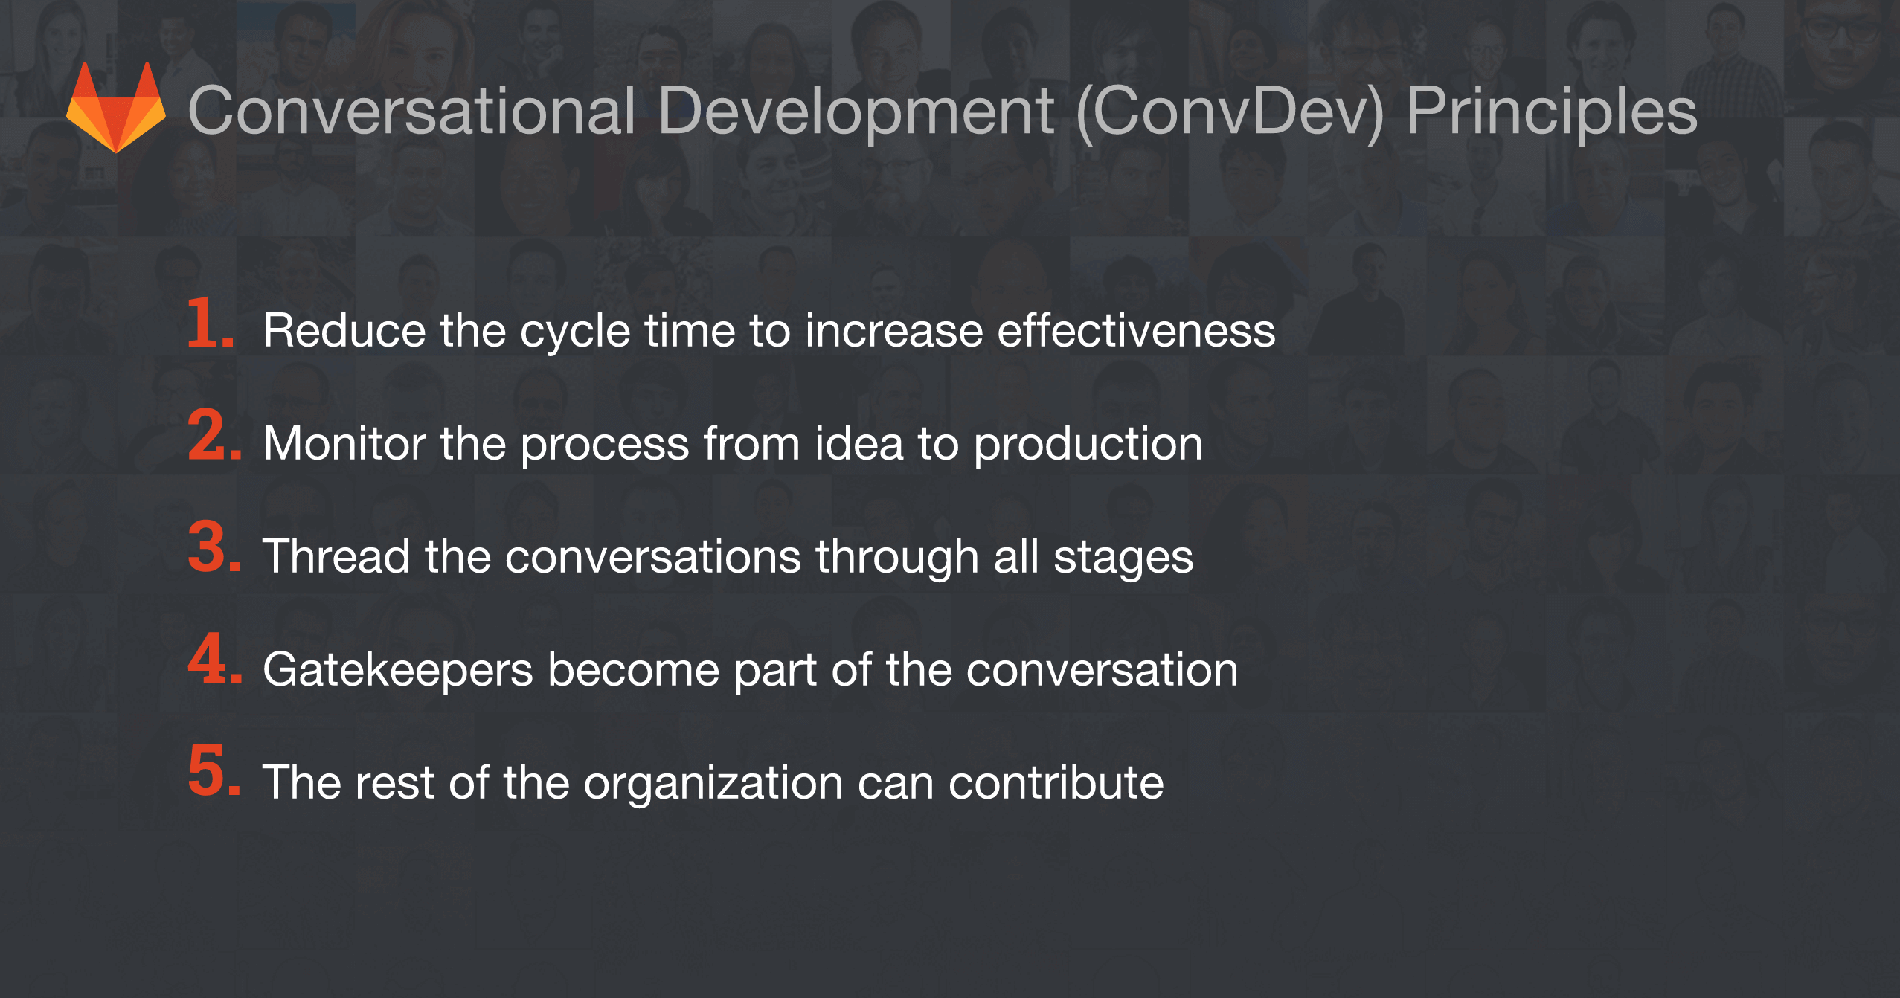 Conversational Development (ConvDev) Principles
1. Reduce the cycle time to increase effectiveness
2. Monitor the process from idea to production
3. Thread the conversations through all stages
4. Gatekeepers become part of the conversation
5. The rest of the organization can contribute